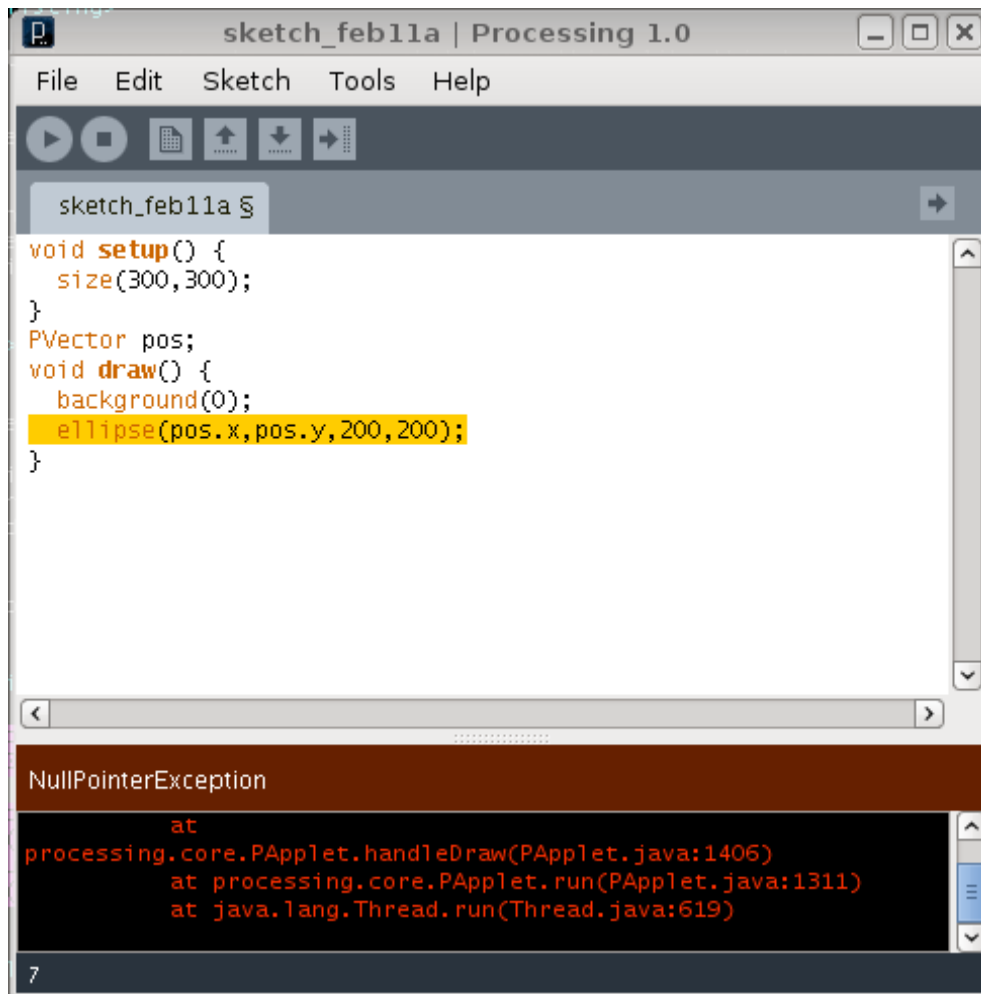 sketch_feb11a | Processing 1.0
File Edit Sketch Tools Help
sketch_feb11a §
void setup() {
  size(300,300);
}
PVector pos;
void draw() {
  background(0);
  ellipse(pos.x,pos.y,200,200);
}
NullPointerException
at
processing.core.PApplet.handleDraw(PApplet.java:1406)
at processing.core.PApplet.run(PApplet.java:1311)
at java.lang.Thread.run(Thread.java:619)
7